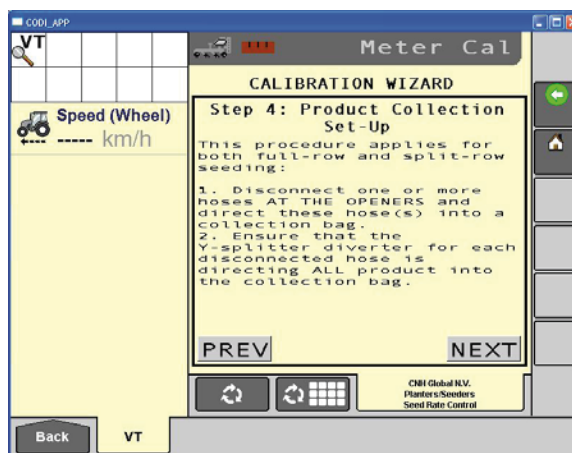 CODI_APP
VT
Meter Cal
CALIBRATION WIZARD
Speed (Wheel)
----- km/h
Step 4: Product Collection
Set-Up
This procedure applies for
both full-row and split-row
seeding:
1. Disconnect one or more
hoses AT THE OPENERS and
direct these hose(s) into a
collection bag.
2. Ensure that the
Y-splitter diverter for each
disconnected hose is
directing ALL product into
the collection bag.
PREV
NEXT
CNH Global N.V.
Planters/Seeders
Seed Rate Control
Back
VT